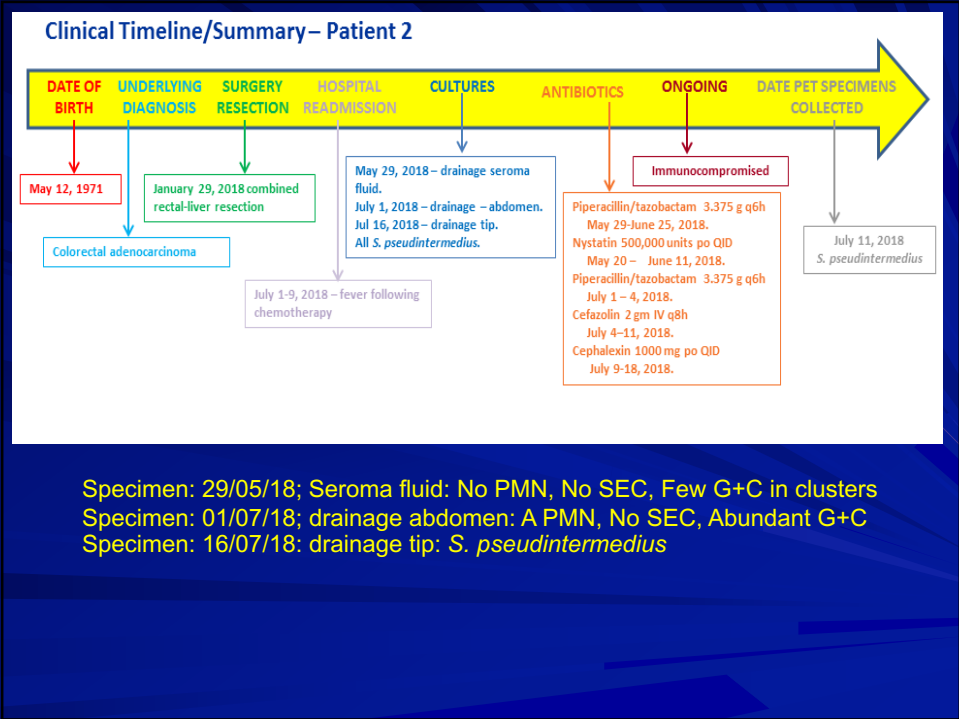 Clinical Timeline/Summary – Patient 2
DATE OF
BIRTH
UNDERLYING
DIAGNOSIS
SURGERY
RESECTION
HOSPITAL
READMISSION
CULTURES
ANTIBIOTICS
ONGOING
DATE PET SPECIMENS
COLLECTED
May 12, 1971
Colorectal adenocarcinoma
January 29, 2018 combined
rectal-liver resection
July 1-9, 2018 – fever following
chemotherapy
May 29, 2018 – drainage seroma
fluid.
July 1, 2018 – drainage – abdomen.
Jul 16, 2018 – drainage tip.
All S. pseudintermedius.
Piperacillin/tazobactam 3.375 g q6h
May 29-June 25, 2018.
Nystatin 500,000 units po QID
May 20 – June 11, 2018.
Piperacillin/tazobactam 3.375 g q6h
July 1 – 4, 2018.
Cefazolin 2 gm IV q8h
July 4–11, 2018.
Cephalexin 1000 mg po QID
July 9-18, 2018.
Immunocompromised
July 11, 2018
S. pseudintermedius
Specimen: 29/05/18; Seroma fluid: No PMN, No SEC, Few G+C in clusters
Specimen: 01/07/18; drainage abdomen: A PMN, No SEC, Abundant G+C
Specimen: 16/07/18: drainage tip: S. pseudintermedius